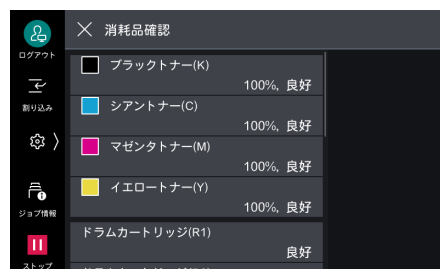 消耗品確認
ログアウト
割り込み
ジョブ情報
ストップ
ブラックトナー(K)
100%, 良好
シアントナー(C)
100%, 良好
マゼンタトナー(M)
100%, 良好
イエロートナー(Y)
100%, 良好
ドラムカートリッジ(R1)
良好